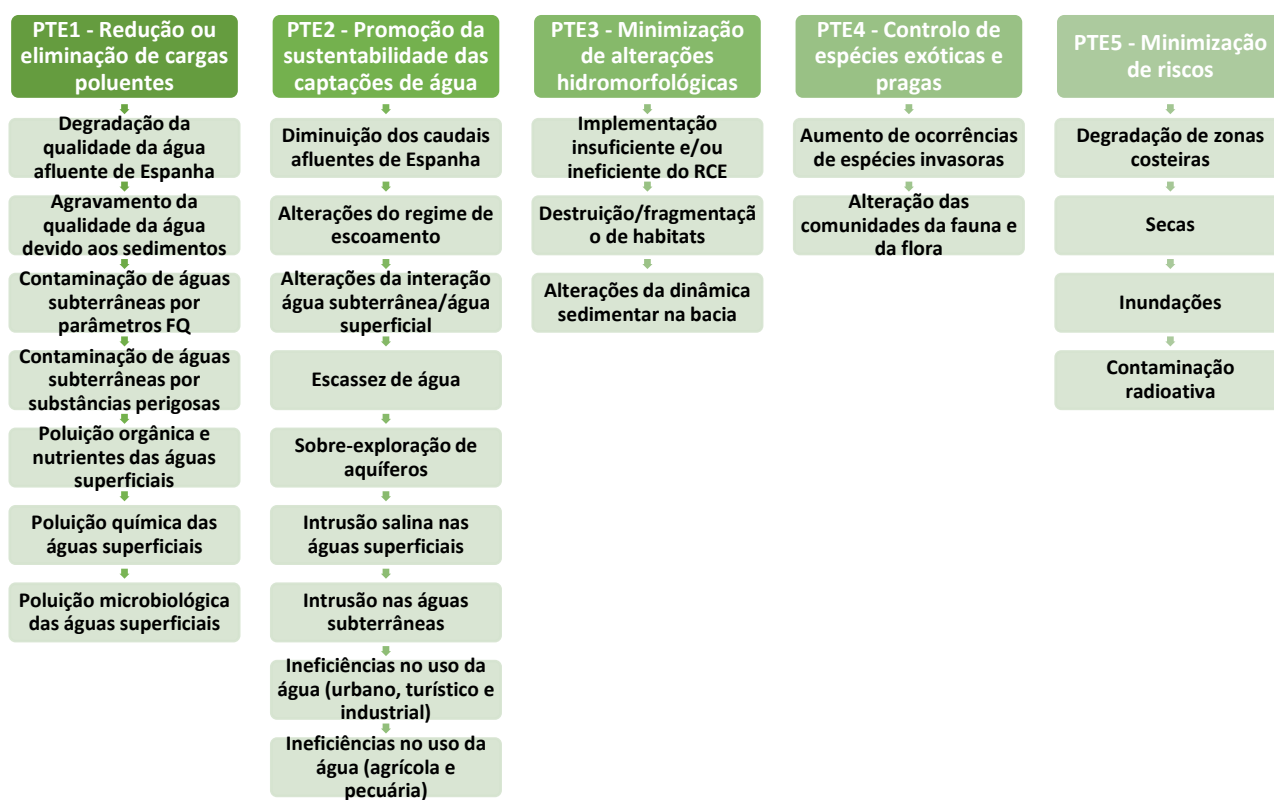 PTE1 - Redução ou
eliminação de cargas
poluentes
Degradação da
qualidade da água
afluente de Espanha
Agravamento da
qualidade da água
devido aos sedimentos
Contaminação de águas
subterrâneas por
parâmetros FQ
Contaminação de águas
subterrâneas por
substâncias perigosas
Poluição orgânica e
nutrientes das águas
superficiais
Poluição química das
águas superficiais
Poluição microbiológica
das águas superficiais
PTE2 - Promoção da
sustentabilidade das
captações de água
Diminuição dos caudais
afluentes de Espanha
Alterações do regime de
escoamento
Alterações da interação
água subterrânea/água
superficial
Escassez de água
Sobre-exploração de
aquíferos
Intrusão salina nas
águas superficiais
Intrusão nas águas
subterrâneas
Ineficiências no uso da
água (urbano, turístico e
industrial)
Ineficiências no uso da
água (agrícola e
pecuária)
PTE3 - Minimização
de alterações
hidromorfológicas
Implementação
insuficiente e/ou
ineficiente do RCE
Destruição/fragmentaçã
o de habitats
Alterações da dinâmica
sedimentar na bacia
PTE4 - Controlo de
espécies exóticas e
pragas
Aumento de ocorrências
de espécies invasoras
Alteração das
comunidades da fauna e
da flora
PTE5 - Minimização
de riscos
Degradação de zonas
costeiras
Secas
Inundações
Contaminação
radioativa